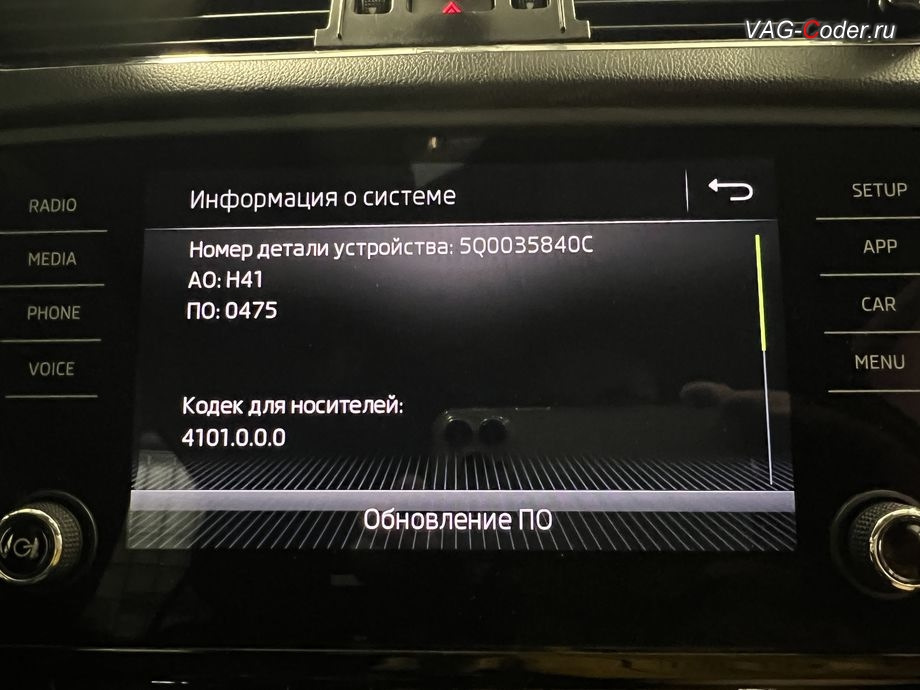 VAG-Coder.ru
RADIO
MEDIA
PHONE
VOICE
Информация о системе
Номер детали устройства: 5Q0035840C
АО: H41
ПО: 0475
Кодек для носителей:
4101.0.0.0
Обновление ПО
SETUP
APP
CAR
MENU